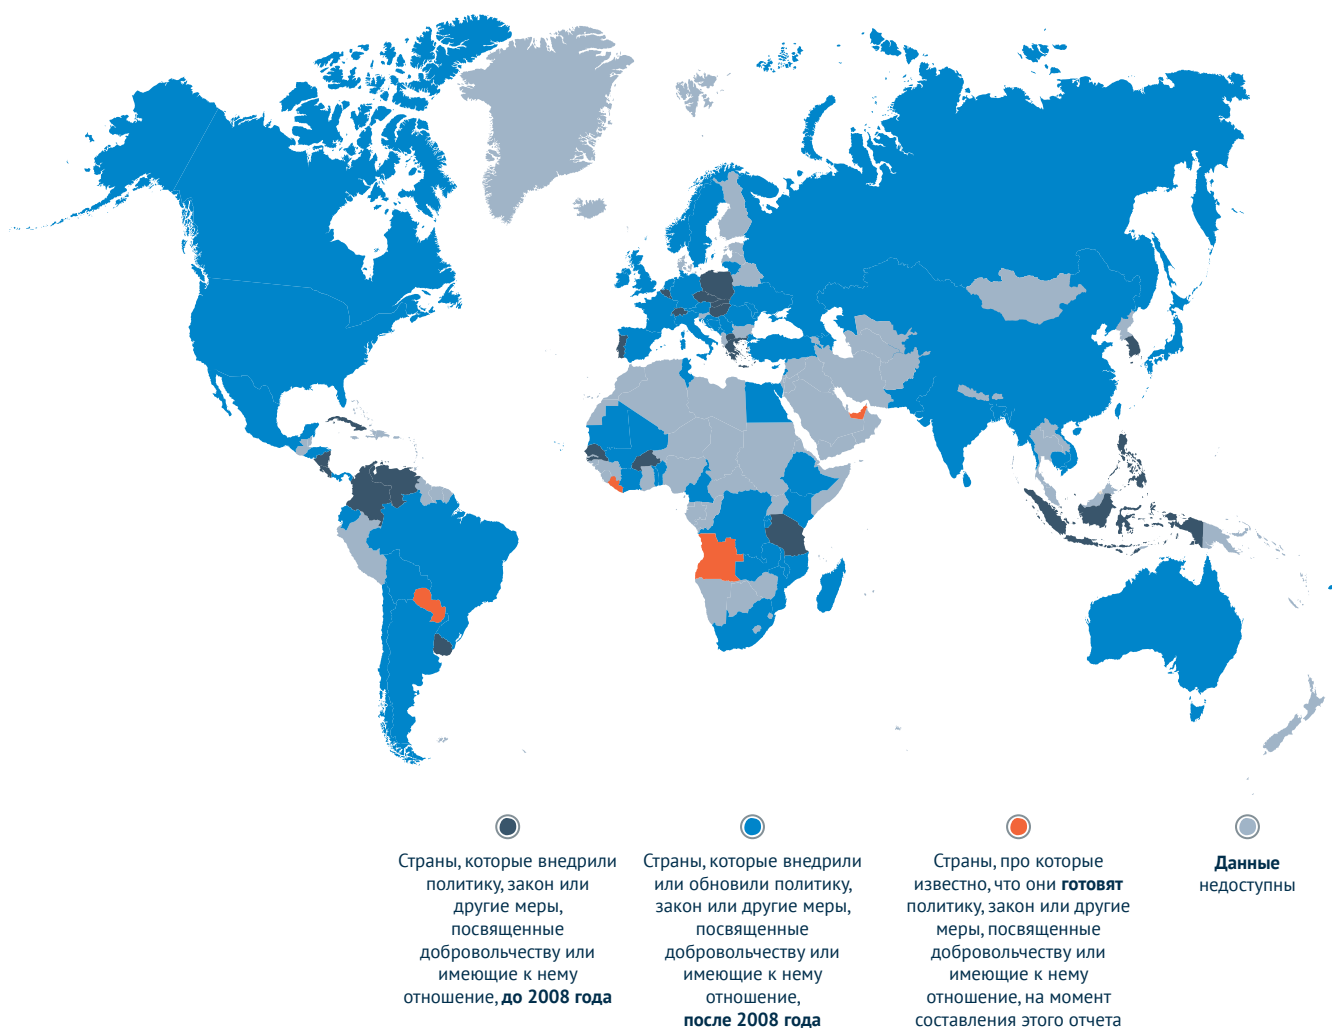 Страны, которые внедрили
политику, закон или
другие меры,
посвященные
добровольчеству или
имеющие к нему
отношение, до 2008 года
Страны, которые внедрили
или обновили политику,
закон или другие меры,
посвященные
добровольчеству или
имеющие к нему
отношение,
после 2008 года
Страны, про которые
известно, что они готовят
политику, закон или другие
меры, посвященные
добровольчеству или
имеющие к нему
отношение, на момент
составления этого отчета
Данные
недоступны